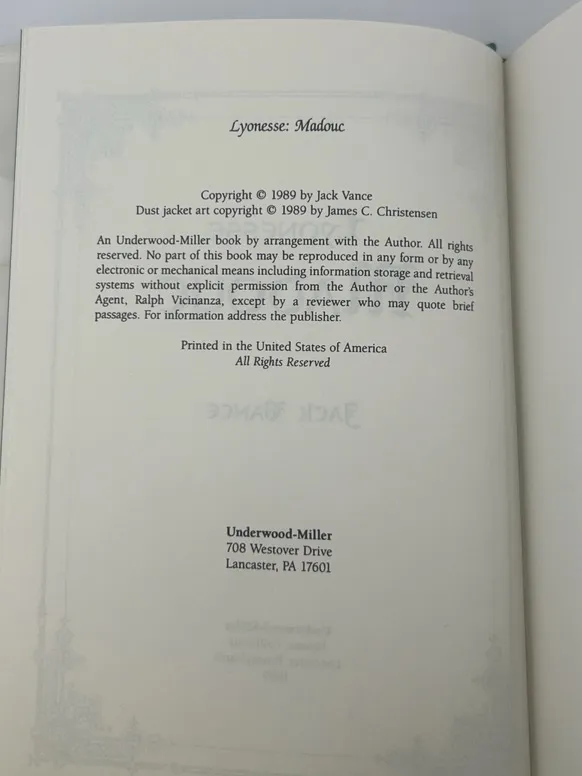 Lyonesse: Madouc
Copyright © 1989 by Jack Vance
Dust jacket art copyright © 1989 by James C. Christensen
An Underwood-Miller book by arrangement with the Author. All rights
reserved. No part of this book may be reproduced in any form or by any
electronic or mechanical means including information storage and retrieval
systems without explicit permission from the Author or the Author's
Agent, Ralph Vicinanza, except by a reviewer who may quote brief
passages. For information address the publisher.
Printed in the United States of America
All Rights Reserved
JACK VANCE
Underwood-Miller
708 Westover Drive
Lancaster, PA 17601